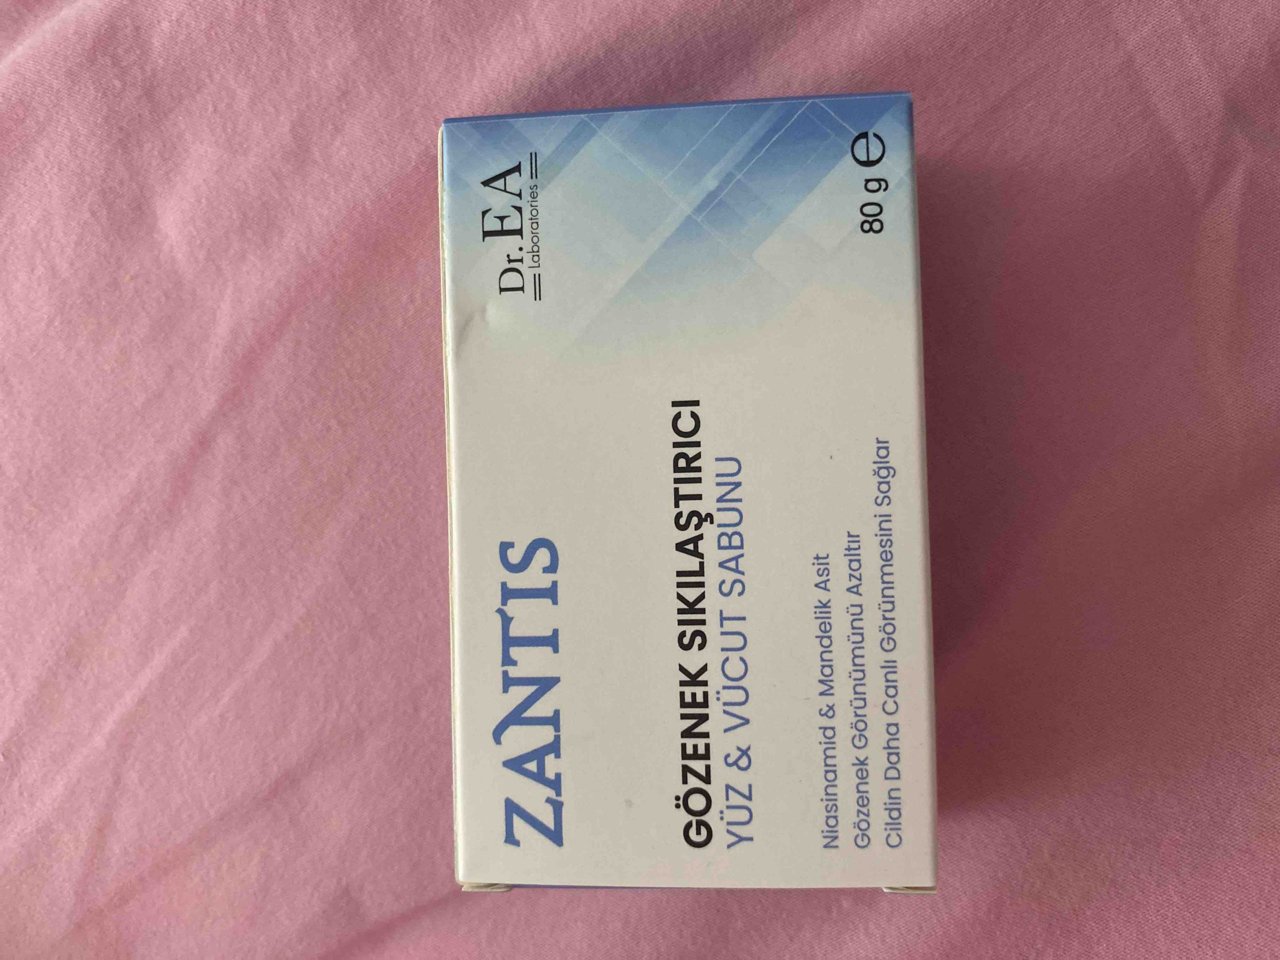 Dr. EA
Laboratories
ZANTIS
GÖZENEK SIKILAŞTIRICI
YÜZ & VÜCUT SABUNU
Niasinamid & Mandelik Asit
Gözenek Görünümünü Azaltır
Cildin Daha Canlı Görünmesini Sağlar
80 g ℮